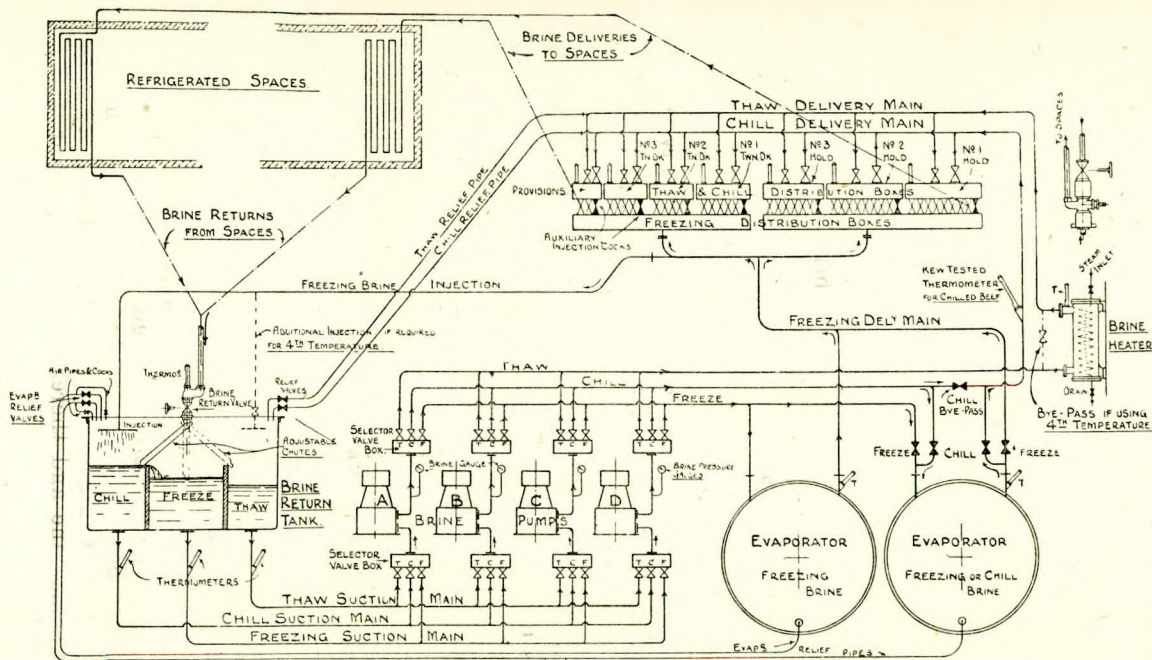 BRINE DELIVERIES
TO SPACES
REFRIGERATED SPACES.
THAW DELIVERY MAIN
CHILL DELIVERY MAIN
TO SPACES
Nº3
TN. DK
Nº2
TN. DK
Nº1
TWN. DK
Nº3
HOLD
Nº2
HOLD
Nº1
HOLD
PROVISIONS.
THAW & CHILL DISTRIBUTION BOXES
FREEZING DISTRIBUTION BOXES
AUXILIARY
INJECTION COCKS
BRINE RETURNS
FROM SPACES
THAW RELIEF PIPE
CHILL RELIEF PIPE
FREEZING BRINE INJECTION
KEW TESTED
THERMOMETER
FOR CHILLED BEEF
STEAM
INLET
T
BRINE
HEATER
DRAIN
FREEZING DELY MAIN
ADDITIONAL INJECTION IF REQUIRED
FOR 4TH TEMPERATURE
THERMOS
AIR PIPES & COCKS
EVAPS
RELIEF
VALVES
BRINE
RETURN VALVE
RELIEF
VALVES
INJECTION
ADJUSTABLE
CHUTES
THAW
CHILL
FREEZE
CHILL
BYE-PASS
BYE-PASS IF USING
4TH TEMPERATURE
SELECTOR
VALVE
BOX
T C F
T C F
T C F
T C F
BRINE GAUGE
BRINE PRESSURE
GAUGES
FREEZE
CHILL
FREEZE
T
T
CHILL
FREEZE
THAW
BRINE
RETURN
TANK.
A
B
C
D
BRINE PUMPS
EVAPORATOR
FREEZING
BRINE
EVAPORATOR
FREEZING OR CHILL
BRINE
SELECTOR
VALVE BOX
T C F
T C F
T C F
T C F
THERMOMETERS
THAW SUCTION MAIN
CHILL SUCTION MAIN
FREEZING SUCTION MAIN
EVAPS RELIEF PIPES